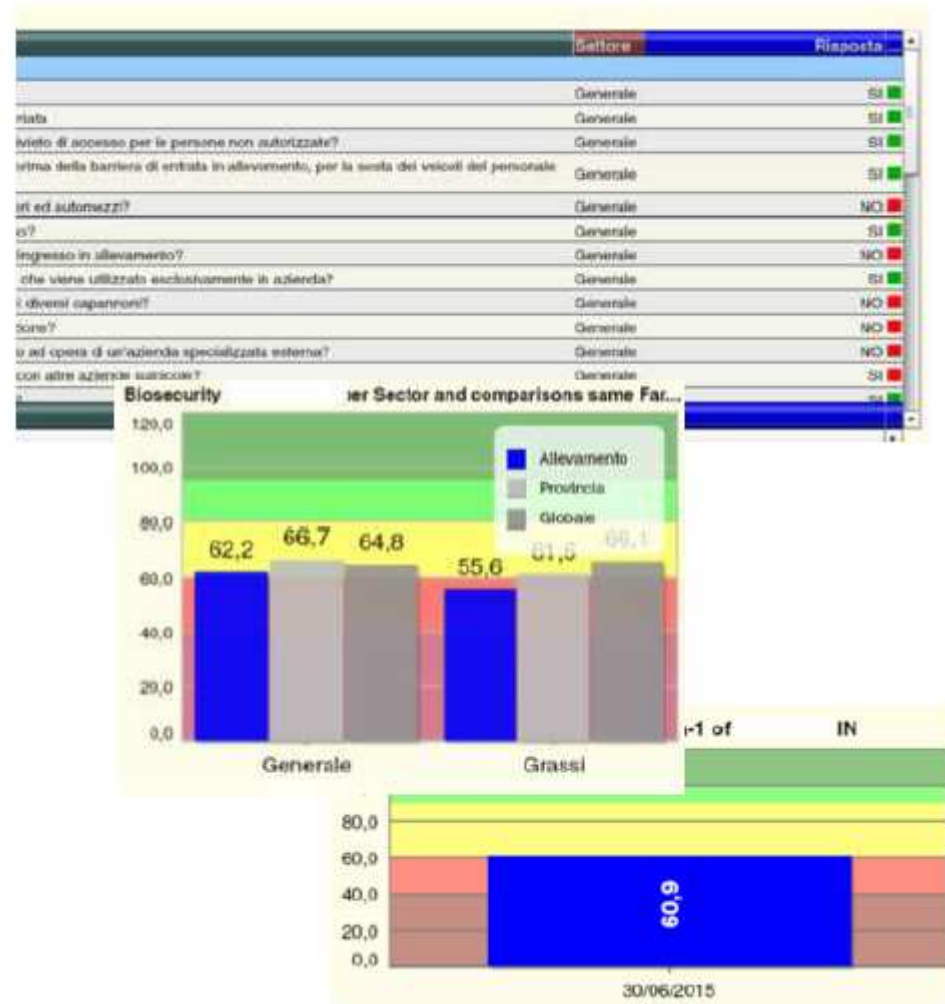 Settore Risposta ...
Generale SI
riata Generale SI
ivieto di accesso per le persone non autorizzate? Generale SI
prima della barriera di entrata in allevamento, per la sosta dei veicoli del personale Generale SI
eri ed automezzi? Generale NO
o? Generale SI
ingresso in allevamento? Generale NO
che viene utilizzato esclusivamente in azienda? Generale SI
i diversi capannoni? Generale NO
zione? Generale NO
o ad opera di un'azienda specializzata esterna? Generale NO
con altre aziende suinicole? Generale SI
Biosecurity er Sector and comparisons same Far...
120,0
100,0
80,0
60,0
40,0
20,0
0,0
Allevamento
Provincia
Globale
62,2 66,7 64,8 55,6 61,6 66,1
Generale Grassi
-1 of IN
80,0
60,0
40,0
20,0
0,0
60,9
30/06/2015